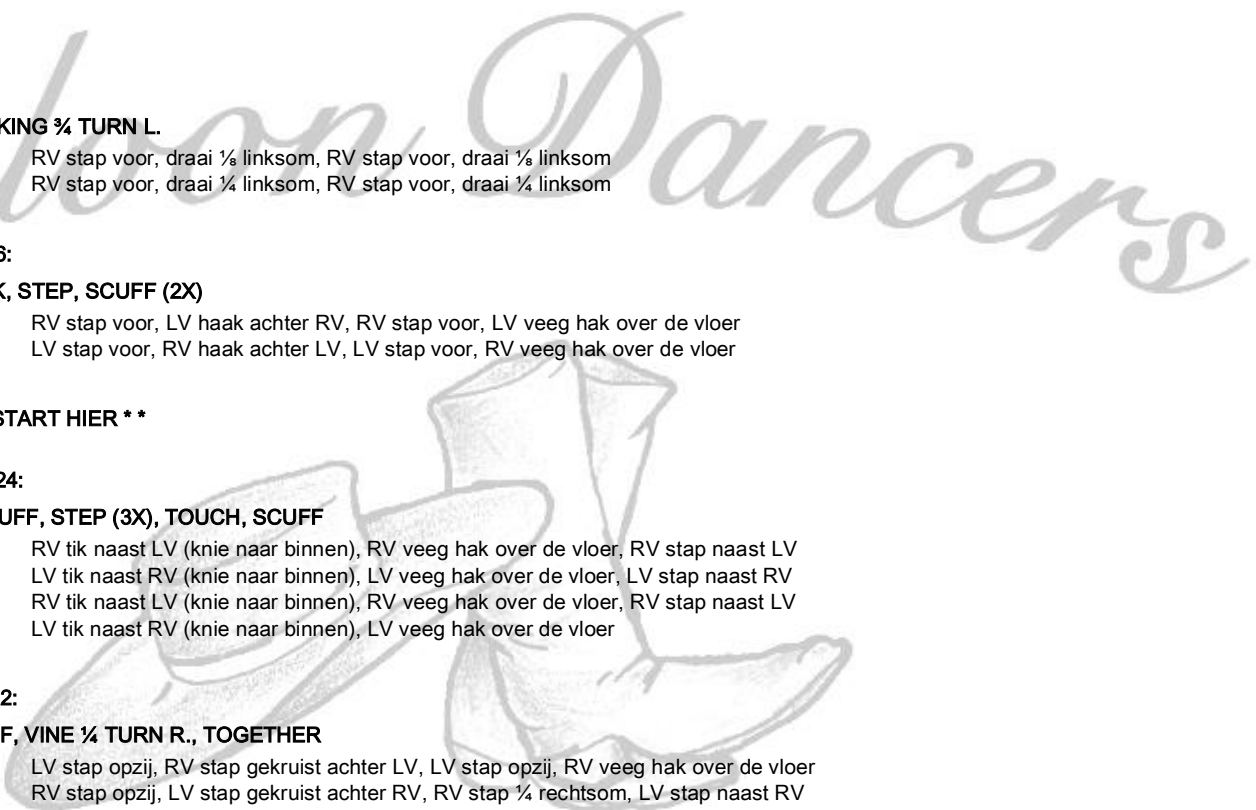 loon Dancers
KING ¾ TURN L.
RV stap voor, draai ⅛ linksom, RV stap voor, draai ⅛ linksom
RV stap voor, draai ¼ linksom, RV stap voor, draai ¼ linksom
6:
K, STEP, SCUFF (2X)
RV stap voor, LV haak achter RV, RV stap voor, LV veeg hak over de vloer
LV stap voor, RV haak achter LV, LV stap voor, RV veeg hak over de vloer
START HIER * *
24:
UFF, STEP (3X), TOUCH, SCUFF
RV tik naast LV (knie naar binnen), RV veeg hak over de vloer, RV stap naast LV
LV tik naast RV (knie naar binnen), LV veeg hak over de vloer, LV stap naast RV
RV tik naast LV (knie naar binnen), RV veeg hak over de vloer, RV stap naast LV
LV tik naast RV (knie naar binnen), LV veeg hak over de vloer
2:
F, VINE ¼ TURN R., TOGETHER
LV stap opzij, RV stap gekruist achter LV, LV stap opzij, RV veeg hak over de vloer
RV stap opzij, LV stap gekruist achter RV, RV stap ¼ rechtsom, LV stap naast RV